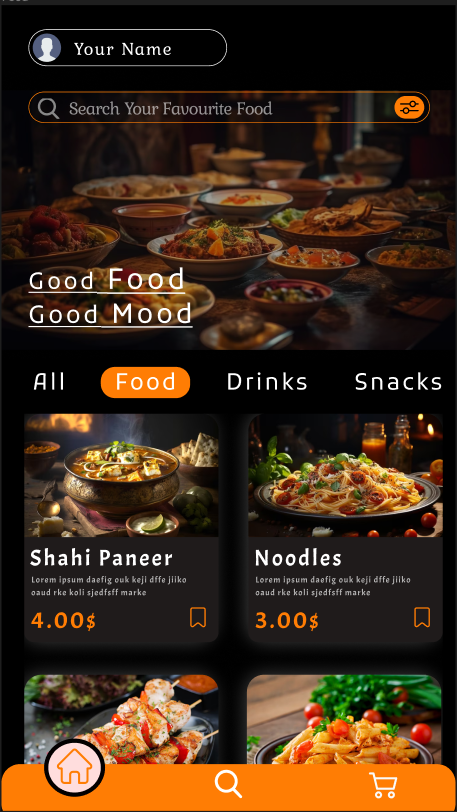 Your Name
Search Your Favourite Food
Good Food
Good Mood
All Food Drinks Snacks
Shahi Paneer
Lorem ipsum daefig ouk keji dffe jiiko
oaud rke koli sjedfsff marke
4.00$
Noodles
Lorem ipsum daefig ouk keji dffe jiiko
oaud rke koli sjedfsff marke
3.00$